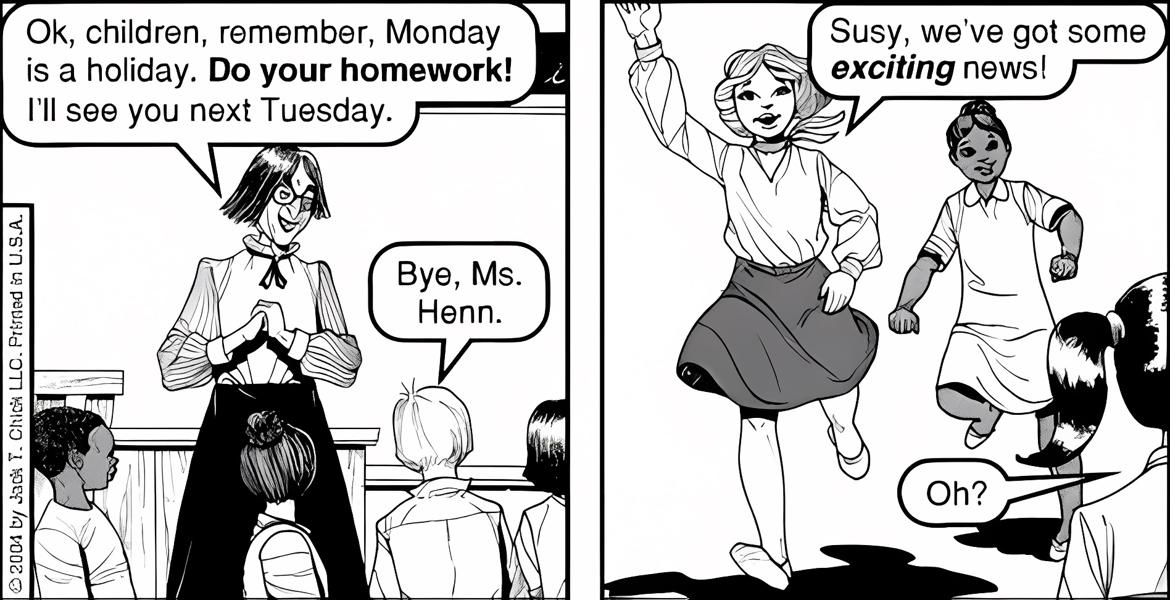 Ok, children, remember, Monday
is a holiday. Do your homework!
I'll see you next Tuesday.
Bye, Ms.
Henn.
© 2004 by Jack T. Chick LLC. Printed in U.S.A.
Susy, we've got some
exciting news!
Oh?